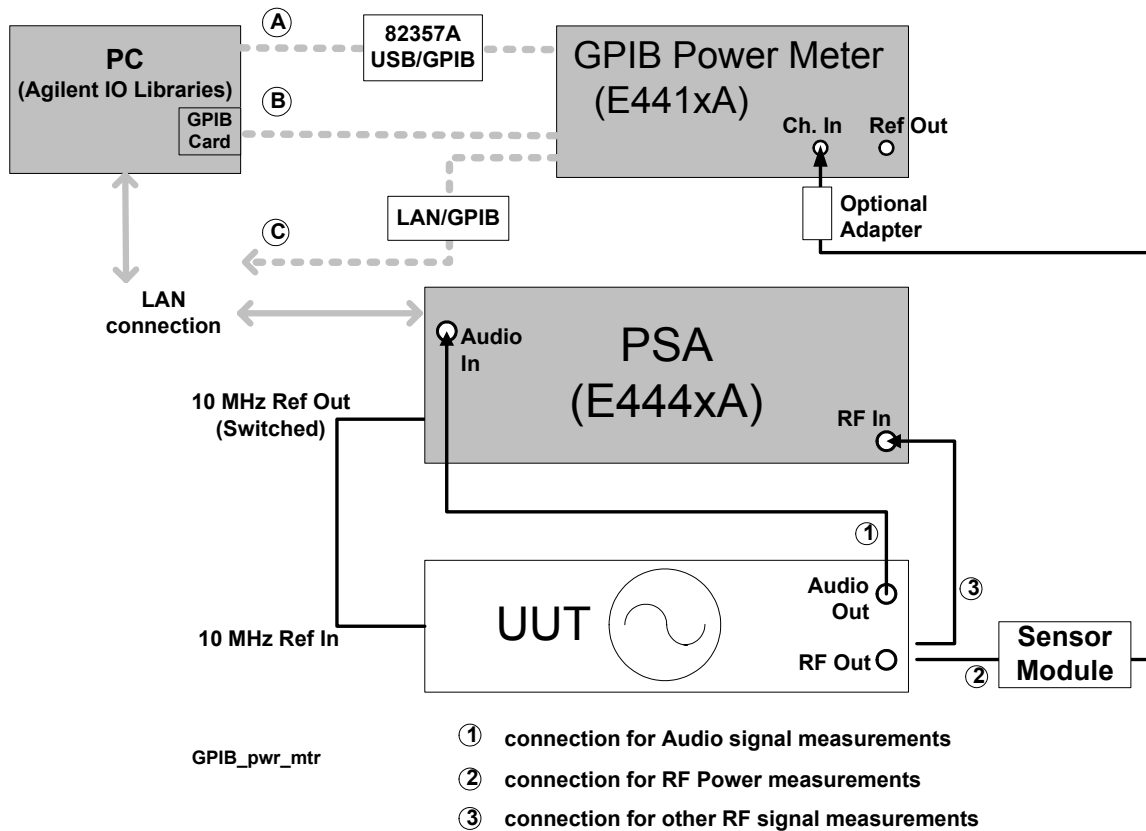 A
82357A
USB/GPIB
PC
(Agilent IO Libraries)
GPIB
Card
B
GPIB Power Meter
(E441xA)
Ch. In
Ref Out
LAN/GPIB
C
Optional
Adapter
LAN
connection
Audio
In
PSA
(E444xA)
RF In
10 MHz Ref Out
(Switched)
1
3
10 MHz Ref In
UUT
Audio
Out
RF Out
2
Sensor
Module
GPIB_pwr_mtr
1 connection for Audio signal measurements
2 connection for RF Power measurements
3 connection for other RF signal measurements